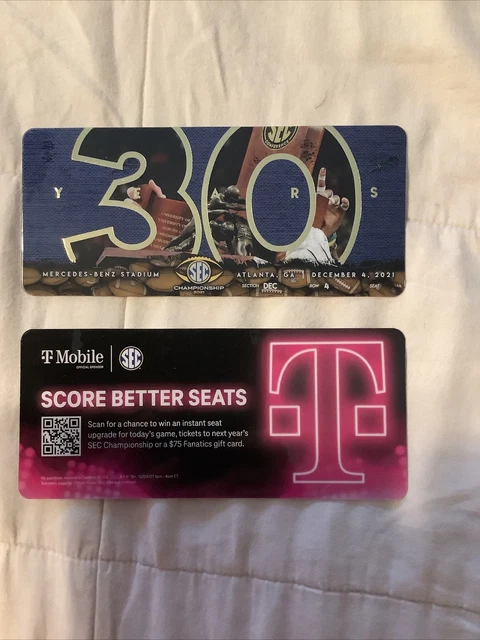 30
Y A R S
SEC
CONFERENCE
MERCEDES-BENZ STADIUM
SEC
CHAMPIONSHIP
2021
ATLANTA, GA DECEMBER 4, 2021
SECTION DEC ROW 4 SEAT
T Mobile
OFFICIAL SPONSOR
SEC
SCORE BETTER SEATS
Scan for a chance to win an instant seat
upgrade for today's game, tickets to next year's
SEC Championship or a $75 Fanatics gift card.
T